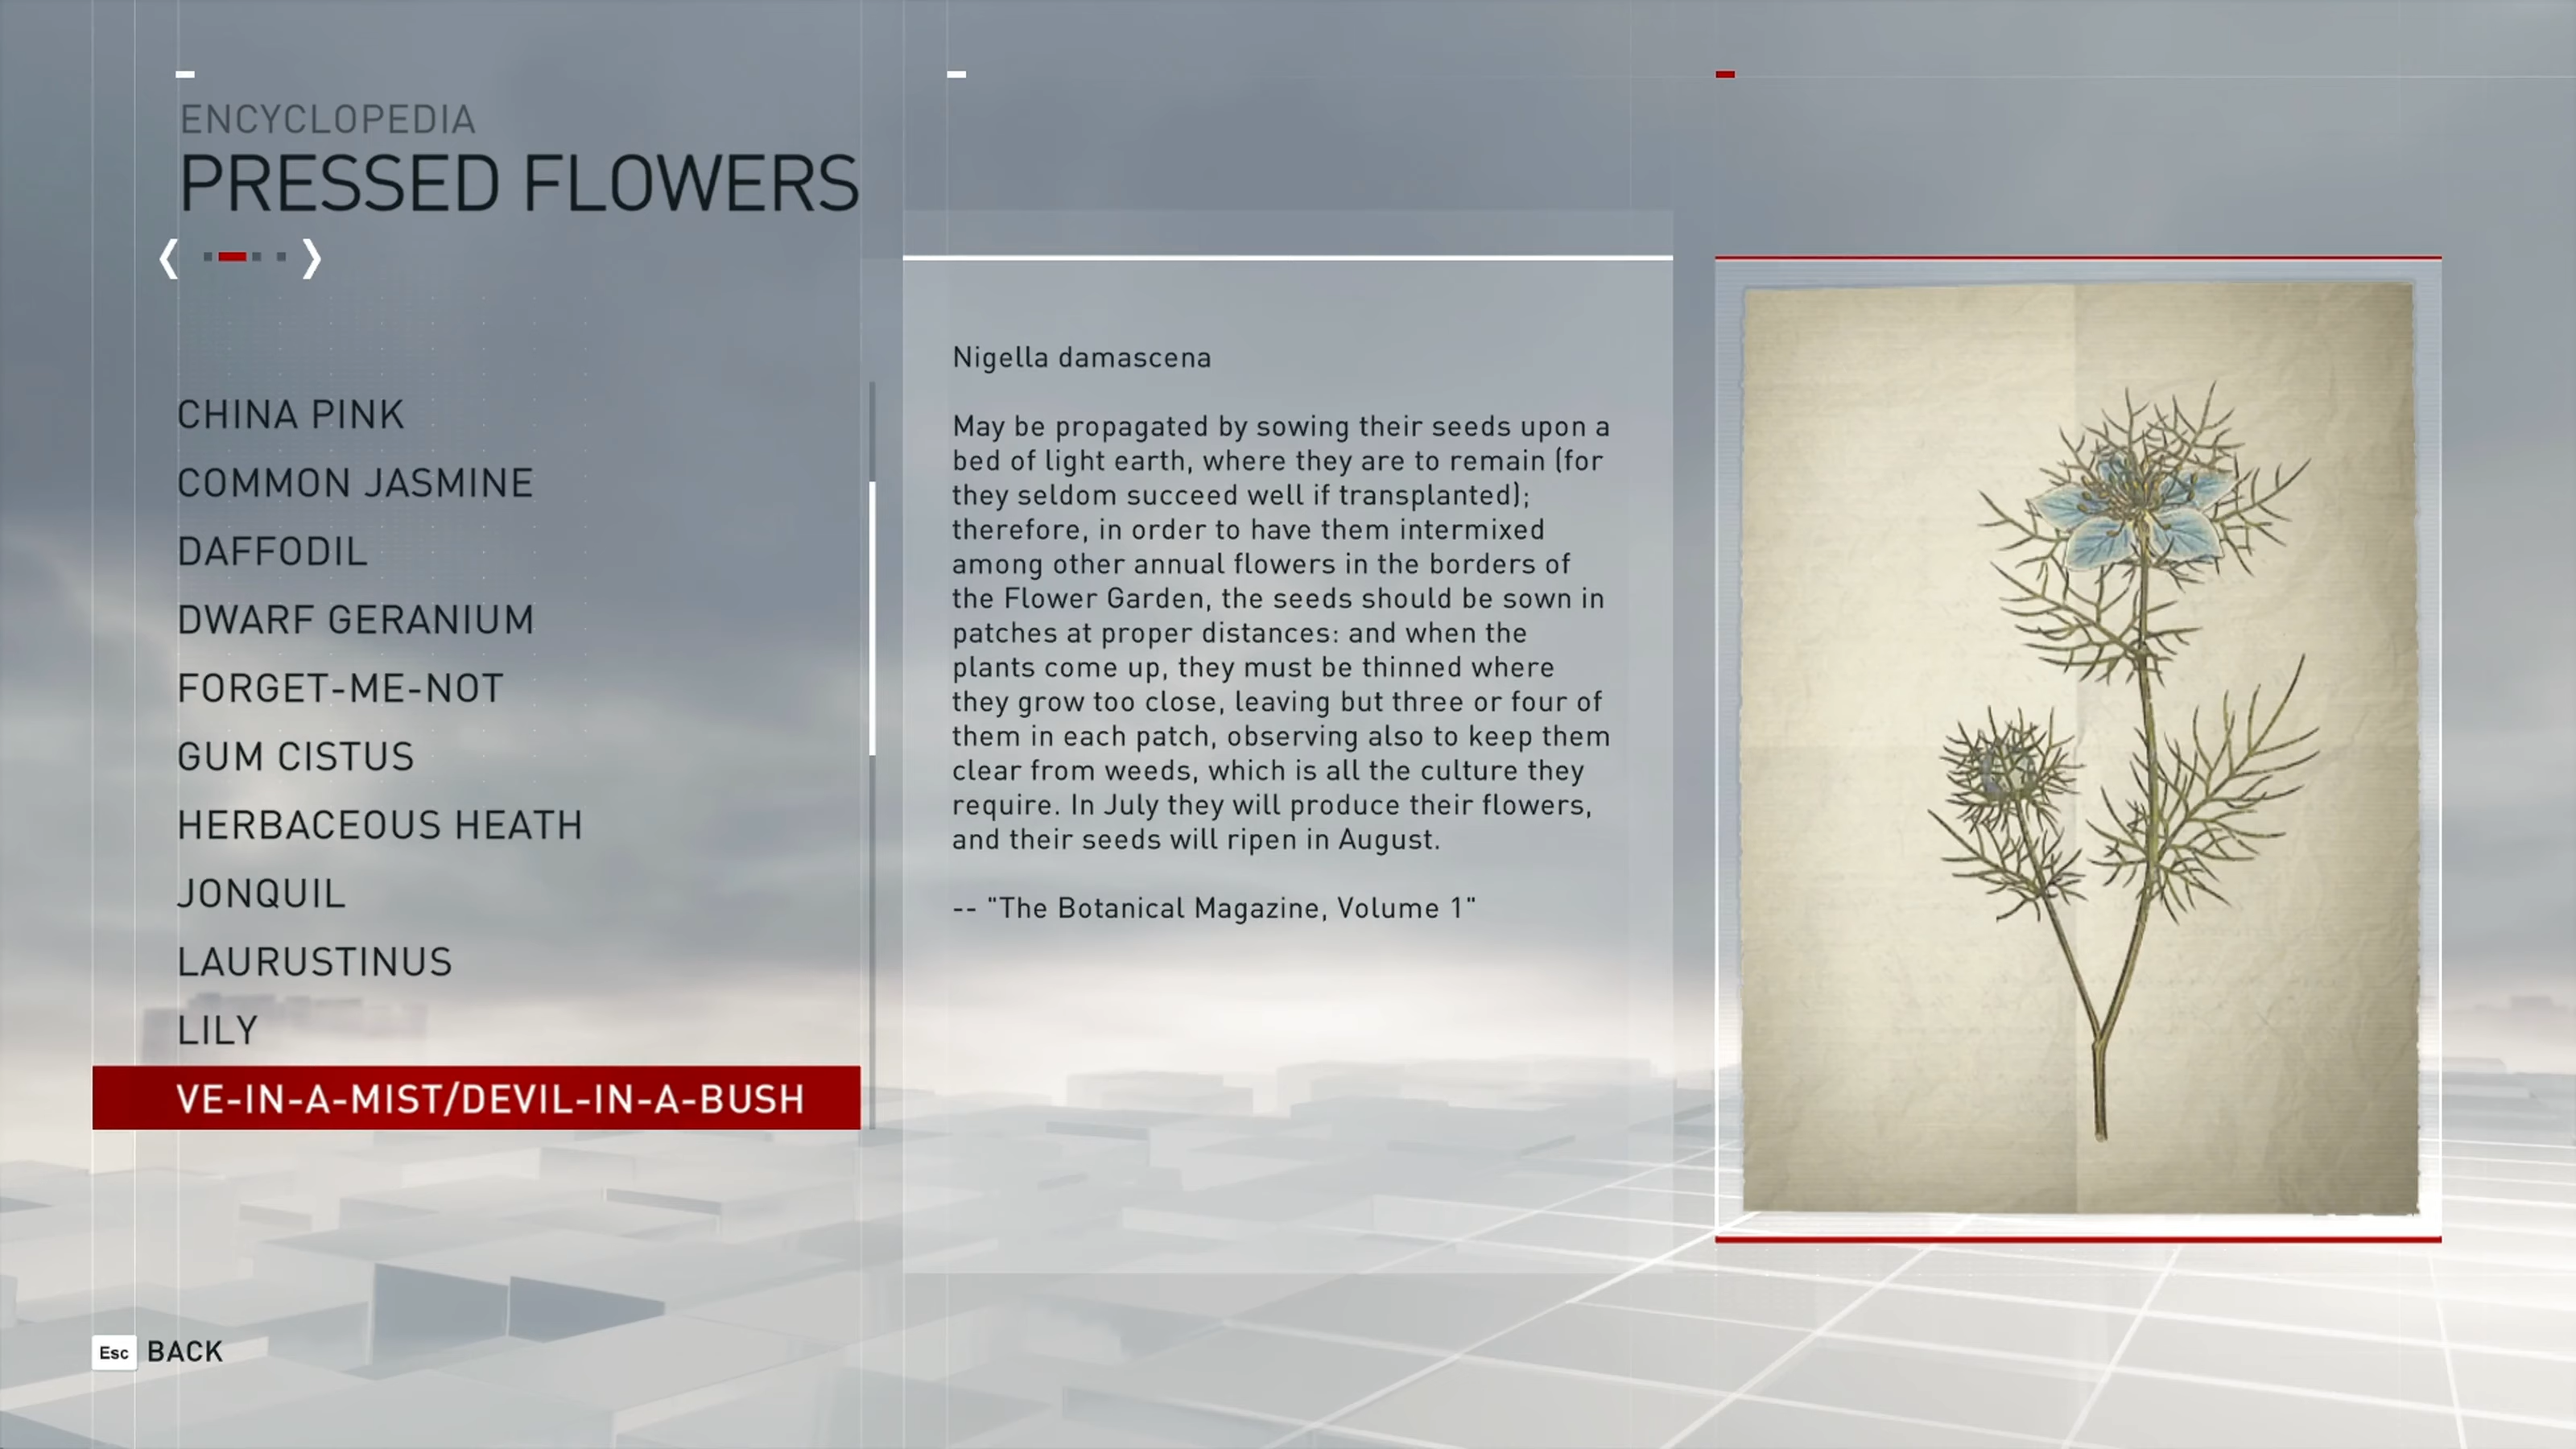 ENCYCLOPEDIA
PRESSED FLOWERS
CHINA PINK
COMMON JASMINE
DAFFODIL
DWARF GERANIUM
FORGET-ME-NOT
GUM CISTUS
HERBACEOUS HEATH
JONQUIL
LAURUSTINUS
LILY
VE-IN-A-MIST/DEVIL-IN-A-BUSH
Nigella damascena
May be propagated by sowing their seeds upon a
bed of light earth, where they are to remain (for
they seldom succeed well if transplanted);
therefore, in order to have them intermixed
among other annual flowers in the borders of
the Flower Garden, the seeds should be sown in
patches at proper distances: and when the
plants come up, they must be thinned where
they grow too close, leaving but three or four of
them in each patch, observing also to keep them
clear from weeds, which is all the culture they
require. In July they will produce their flowers,
and their seeds will ripen in August.
-- "The Botanical Magazine, Volume 1"
Esc BACK